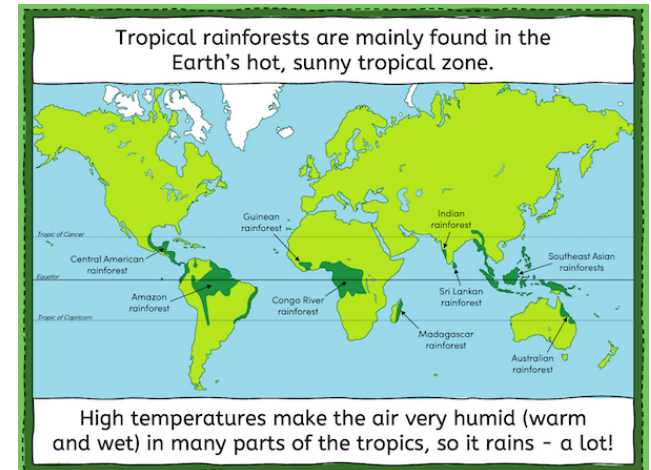 Tropical rainforests are mainly found in the
Earth's hot, sunny tropical zone.
Tropic of Cancer
Guinean
rainforest
Indian
rainforest
Central American
rainforest
Southeast Asian
rainforests
Equator
Amazon
rainforest
Congo River
rainforest
Sri Lankan
rainforest
Tropic of Capricorn
Madagascar
rainforest
Australian
rainforest
High temperatures make the air very humid (warm
and wet) in many parts of the tropics, so it rains - a lot!